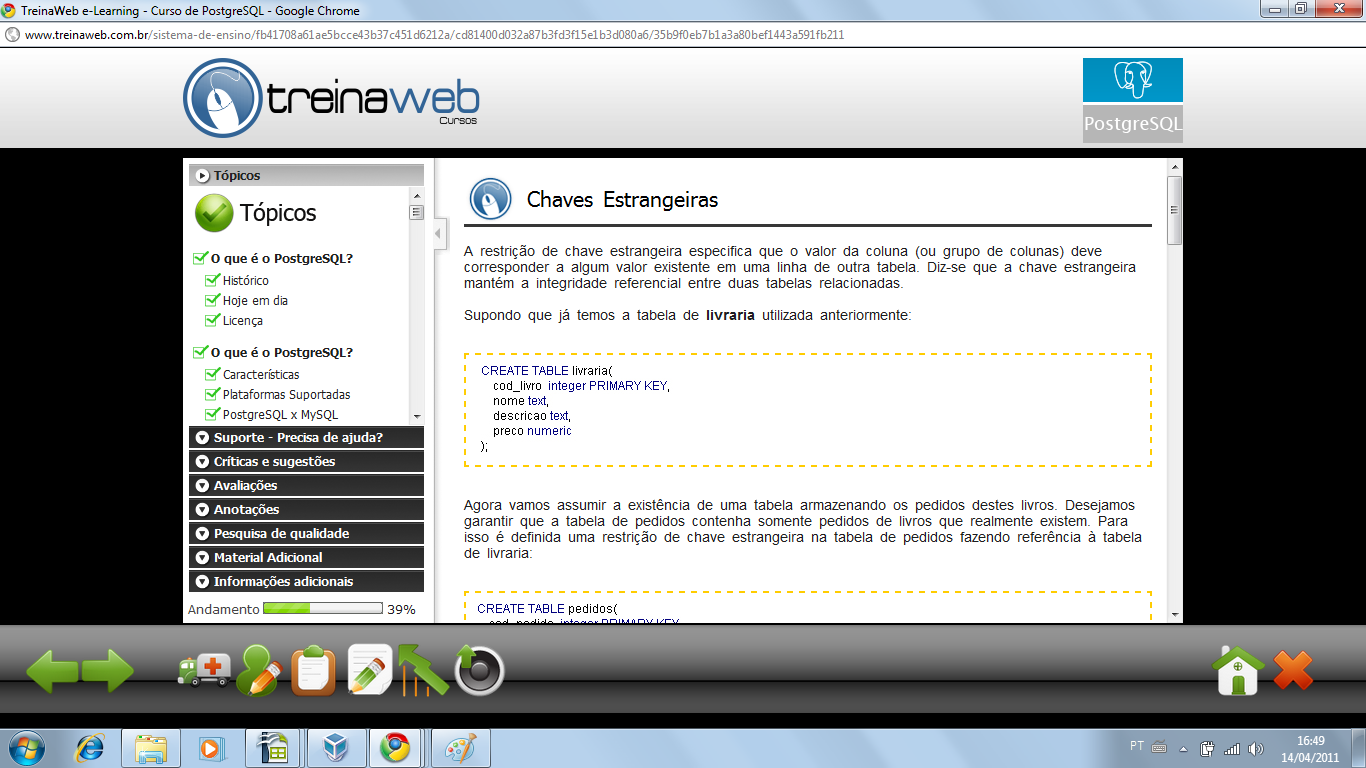 TreinaWeb e-Learning - Curso de PostgreSQL - Google Chrome
www.treinaweb.com.br/sistema-de-ensino/fb41708a61ae5bcce43b37c451d6212a/cd81400d032a87b3fd3f15e1b3d080a6/35b9f0eb7b1a3a80bef1443a591fb211
treinaweb
Cursos
PostgreSQL
Tópicos
Tópicos
O que é o PostgreSQL?
Histórico
Hoje em dia
Licença
O que é o PostgreSQL?
Características
Plataformas Suportadas
PostgreSQL x MySQL
Suporte - Precisa de ajuda?
Críticas e sugestões
Avaliações
Anotações
Pesquisa de qualidade
Material Adicional
Informações adicionais
Andamento 39%
Chaves Estrangeiras
A restrição de chave estrangeira especifica que o valor da coluna (ou grupo de colunas) deve
corresponder a algum valor existente em uma linha de outra tabela. Diz-se que a chave estrangeira
mantém a integridade referencial entre duas tabelas relacionadas.
Supondo que já temos a tabela de livraria utilizada anteriormente:
CREATE TABLE livraria(
cod_livro integer PRIMARY KEY,
nome text,
descricao text,
preco numeric
);
Agora vamos assumir a existência de uma tabela armazenando os pedidos destes livros. Desejamos
garantir que a tabela de pedidos contenha somente pedidos de livros que realmente existem. Para
isso é definida uma restrição de chave estrangeira na tabela de pedidos fazendo referência à tabela
de livraria:
CREATE TABLE pedidos(
cod_pedido integer PRIMARY KEY,
PT
16:49
14/04/2011